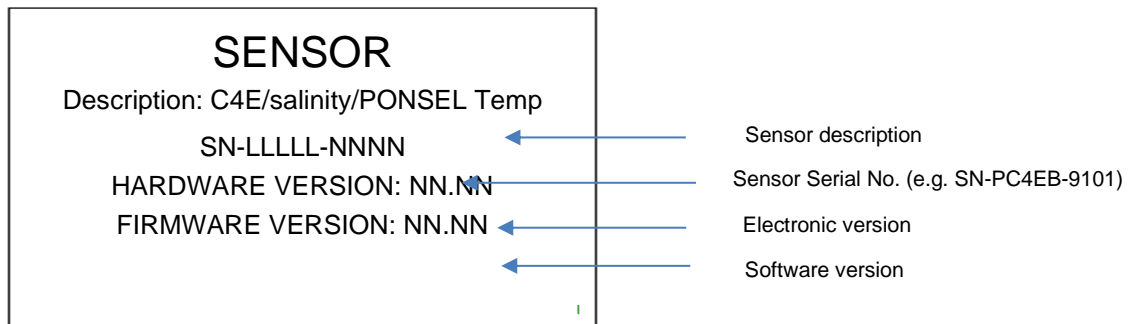 SENSOR
Description: C4E/salinity/PONSEL Temp
SN-LLLLL-NNNN
HARDWARE VERSION: NN.NN
FIRMWARE VERSION: NN.NN
Sensor description
Sensor Serial No. (e.g. SN-PC4EB-9101)
Electronic version
Software version